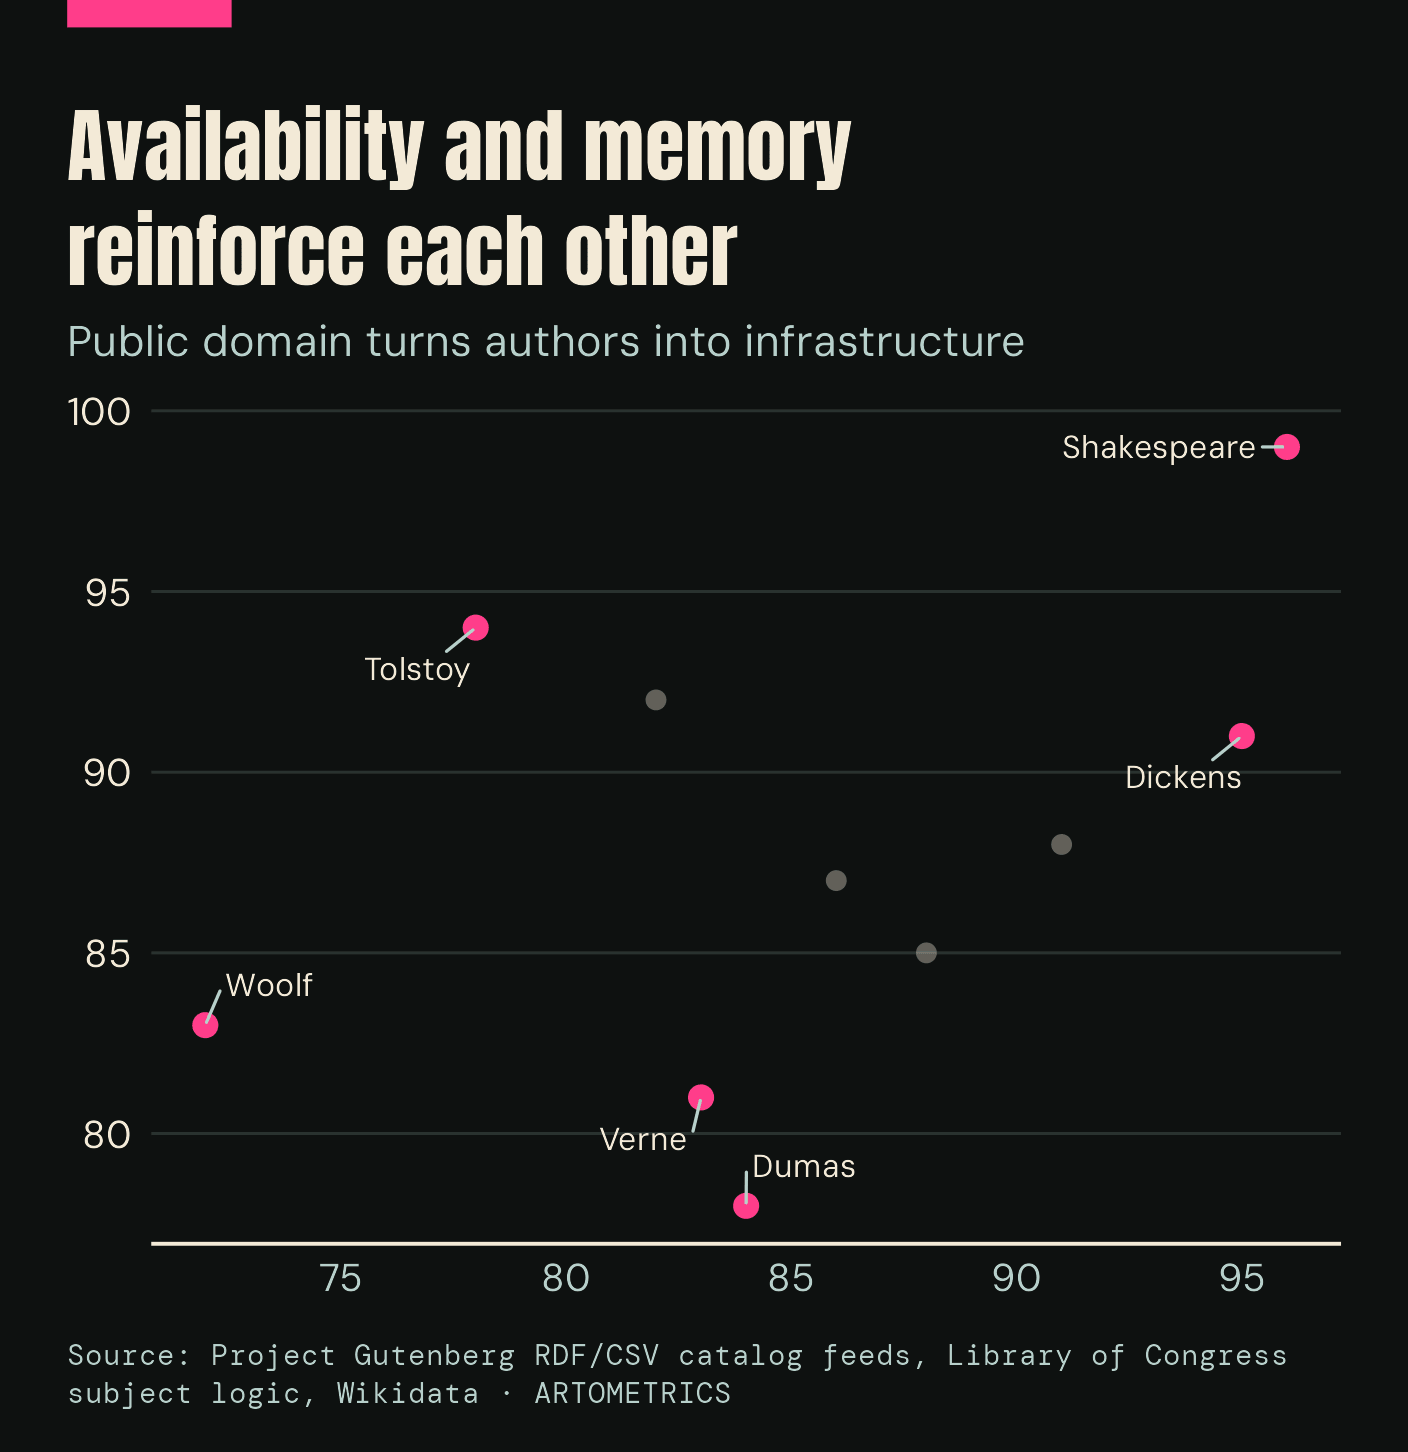 Availability and memory
reinforce each other
Public domain turns authors into infrastructure
100
Shakespeare
95
Tolstoy
90
Dickens
85
Woolf
80
Verne
Dumas
75 80 85 90 95
Source: Project Gutenberg RDF/CSV catalog feeds, Library of Congress
subject logic, Wikidata · ARTOMETRICS